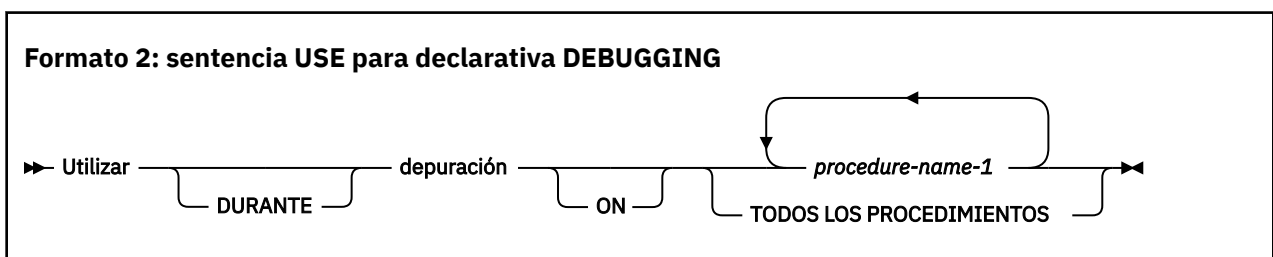 Formato 2: sentencia USE para declarativa DEBUGGING
Utilizar DURANTE depuración ON procedure-name-1
TODOS LOS PROCEDIMIENTOS